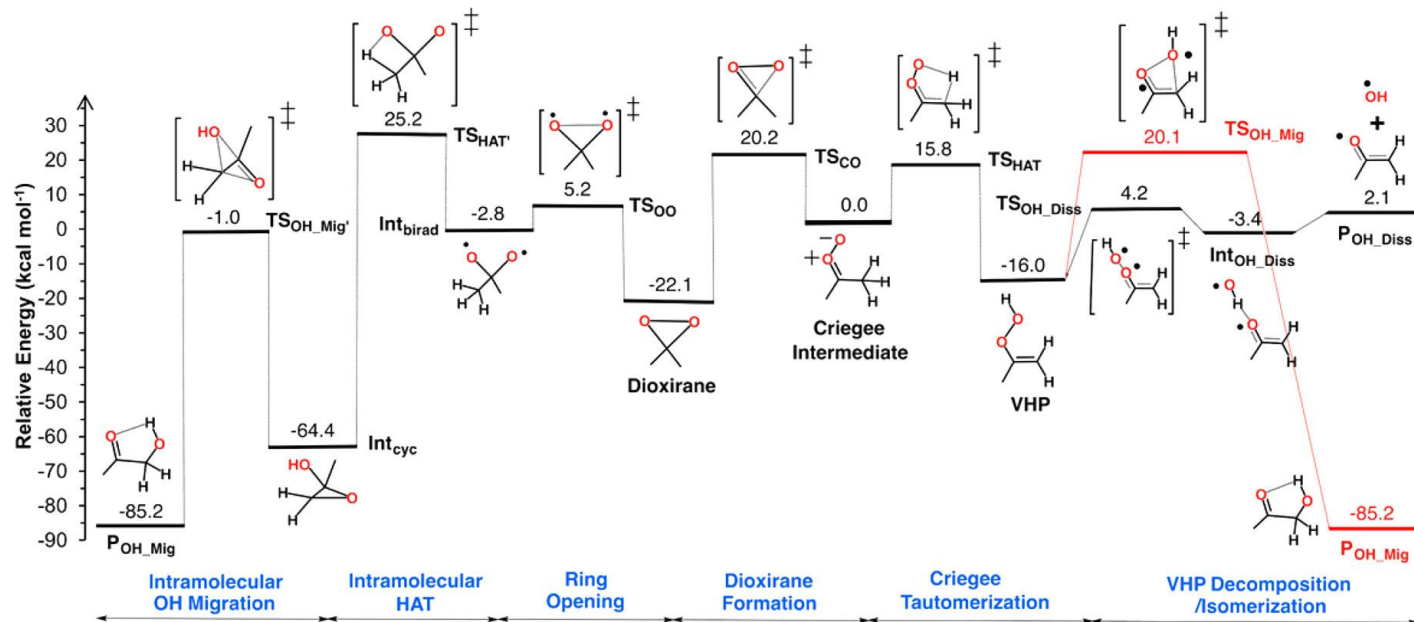 Relative Energy (kcal mol⁻¹)
30
20
10
0
-10
-20
-30
-40
-50
-60
-70
-80
-90
-85.2
P_OH_Mig
HO
O
‡
-1.0
TS_OH_Mig'
-64.4
Int_cyc
O
O
H
H
H
‡
25.2
TS_HAT'
-2.8
Int_birad
O
O
‡
5.2
TS_OO
-22.1
Dioxirane
O
O
‡
20.2
TS_CO
0.0
Criegee
Intermediate
O
O
H
H
H
‡
15.8
TS_HAT
-16.0
VHP
H
O
O
H
H
‡
20.1
TS_OH_Mig
TS_OH_Diss
4.2
-3.4
Int_OH_Diss
•OH
+
O
H
H
2.1
P_OH_Diss
-85.2
P_OH_Mig
H
O
O
H
H
HO
H
H
O
O
O
H
H
H
O
O
−
O
+
O
H
H
H
H
O
O
H
H
HO
O
H
H
‡
O
H
O
H
H
H
O
O
H
H
Intramolecular
OH Migration
Intramolecular
HAT
Ring
Opening
Dioxirane
Formation
Criegee
Tautomerization
VHP Decomposition
/Isomerization